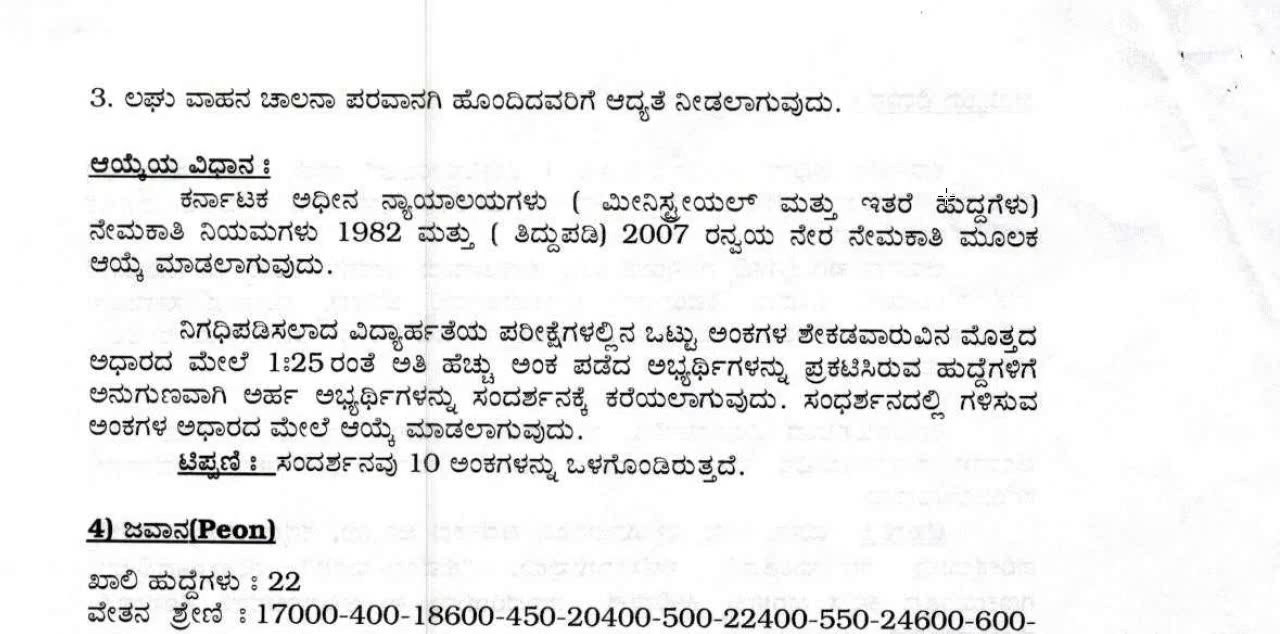 3. ಲಘು ವಾಹನ ಚಾಲನಾ ಪರವಾನಗಿ ಹೊಂದಿದವರಿಗೆ ಆದ್ಯತೆ ನೀಡಲಾಗುವುದು.
ಆಯ್ಕೆಯ ವಿಧಾನ :
ಕರ್ನಾಟಕ ಅಧೀನ ನ್ಯಾಯಾಲಯಗಳು ( ಮೀನಿಸ್ಟ್ರೀಯಲ್ ಮತ್ತು ಇತರೆ ಹುದ್ದಗೆಳು)
ನೇಮಕಾತಿ ನಿಯಮಗಳು 1982 ಮತ್ತು ( ತಿದ್ದುಪಡಿ) 2007 ರನ್ವಯ ನೇರ ನೇಮಕಾತಿ ಮೂಲಕ
ಆಯ್ಕೆ ಮಾಡಲಾಗುವುದು.
ನಿಗಧಿಪಡಿಸಲಾದ ವಿದ್ಯಾರ್ಹತೆಯ ಪರೀಕ್ಷೆಗಳಲ್ಲಿನ ಒಟ್ಟು ಅಂಕಗಳ ಶೇಕಡವಾರುವಿನ ಮೊತ್ತದ
ಅಧಾರದ ಮೇಲೆ 1:25 ರಂತೆ ಅತಿ ಹೆಚ್ಚು ಅಂಕ ಪಡೆದ ಅಭ್ಯರ್ಥಿಗಳನ್ನು ಪ್ರಕಟಿಸಿರುವ ಹುದ್ದೆಗಳಿಗೆ
ಅನುಗುಣವಾಗಿ ಅರ್ಹ ಅಭ್ಯರ್ಥಿಗಳನ್ನು ಸಂದರ್ಶನಕ್ಕೆ ಕರೆಯಲಾಗುವುದು. ಸಂಧರ್ಶನದಲ್ಲಿ ಗಳಿಸುವ
ಅಂಕಗಳ ಅಧಾರದ ಮೇಲೆ ಆಯ್ಕೆ ಮಾಡಲಾಗುವುದು.
ಟಿಪ್ಪಣಿ : ಸಂದರ್ಶನವು 10 ಅಂಕಗಳನ್ನು ಒಳಗೊಂಡಿರುತ್ತದೆ.
4) ಜವಾನ(Peon)
ಖಾಲಿ ಹುದ್ದೆಗಳು : 22
ವೇತನ ಶ್ರೇಣಿ : 17000-400-18600-450-20400-500-22400-550-24600-600-